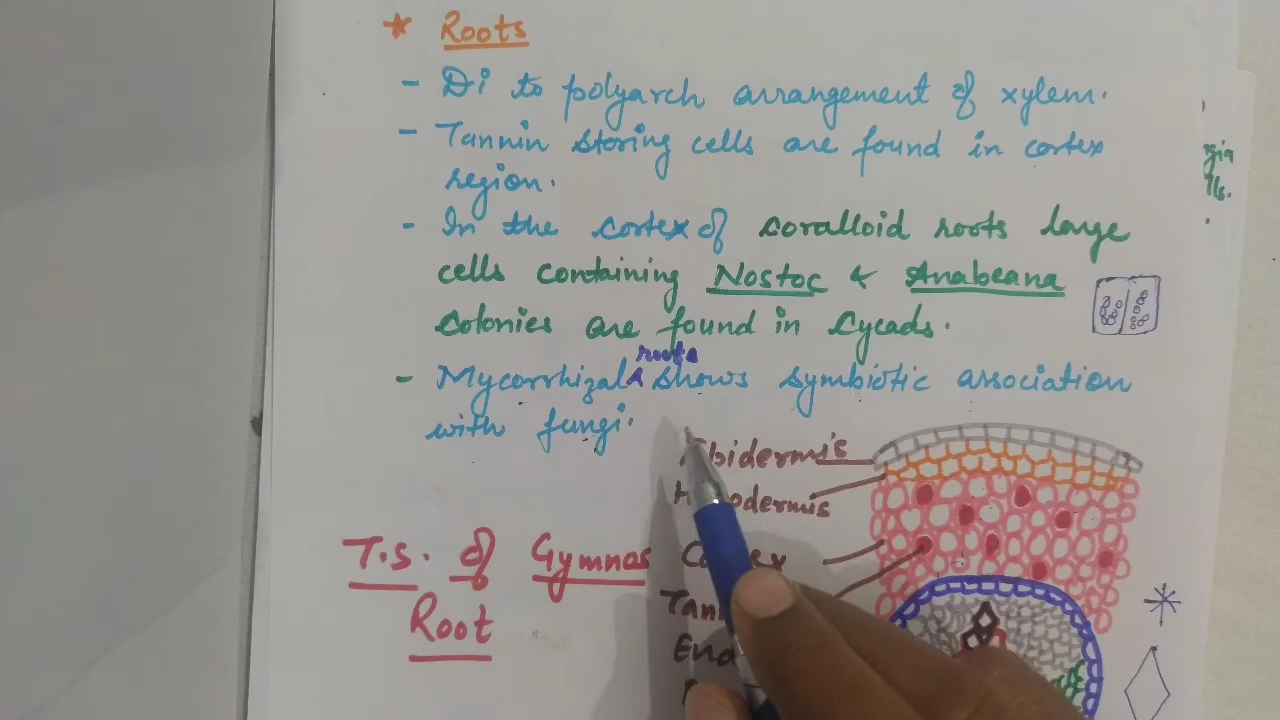 * Roots
- Di to polyarch arrangement of xylem.
- Tannin storing cells are found in cortex
region.
- In the cortex of coralloid roots large
cells containing Nostoc & Anabeana
colonies are found in Cycads.
roots
- Mycorrhizal shows symbiotic association
with fungi.
Epidermis
T.S. of Gymnos
Root